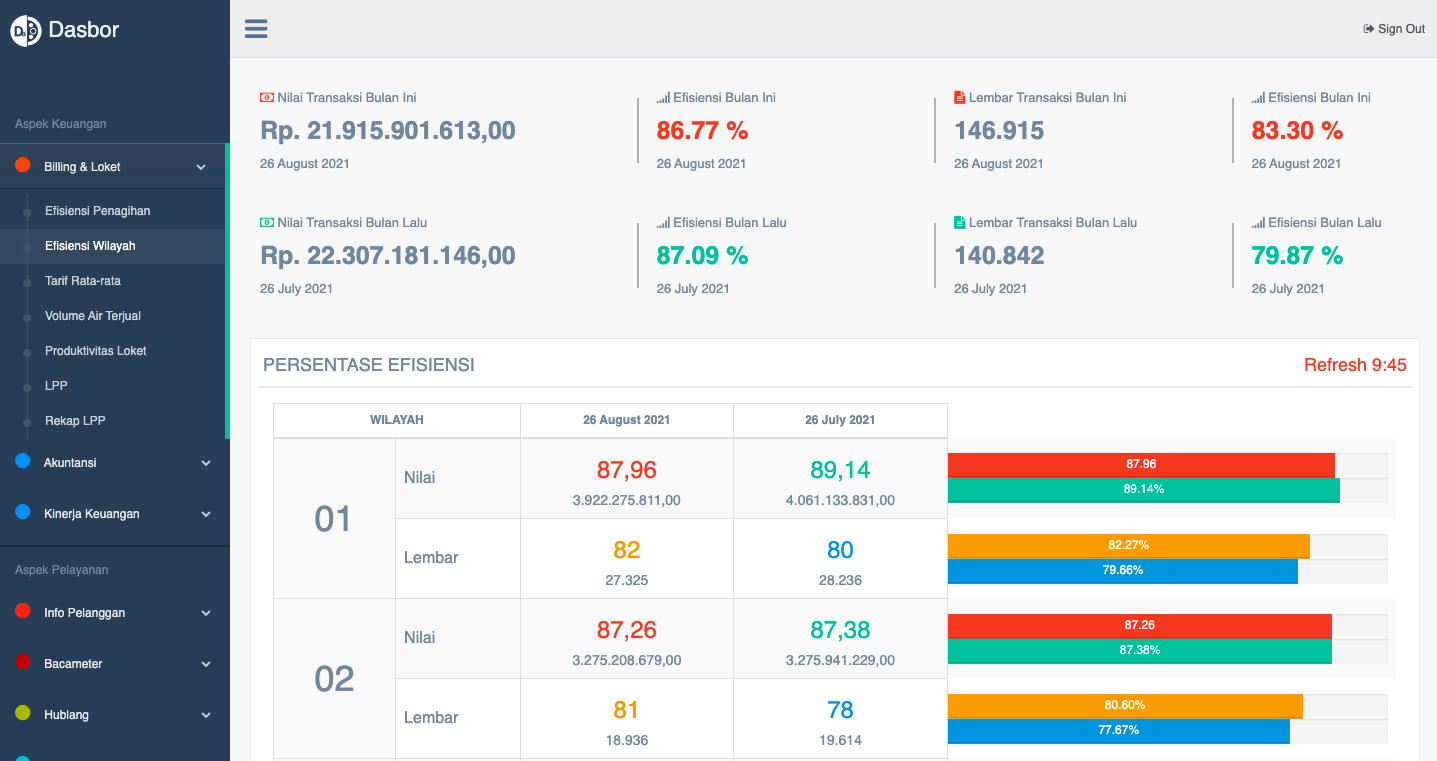 Dasbor
Sign Out
Aspek Keuangan
Billing & Loket
Efisiensi Penagihan
Efisiensi Wilayah
Tarif Rata-rata
Volume Air Terjual
Produktivitas Loket
LPP
Rekap LPP
Akuntansi
Kinerja Keuangan
Aspek Pelayanan
Info Pelanggan
Bacameter
Hublang
Nilai Transaksi Bulan Ini
Rp. 21.915.901.613,00
26 August 2021
Efisiensi Bulan Ini
86.77 %
26 August 2021
Lembar Transaksi Bulan Ini
146.915
26 August 2021
Efisiensi Bulan Ini
83.30 %
26 August 2021
Nilai Transaksi Bulan Lalu
Rp. 22.307.181.146,00
26 July 2021
Efisiensi Bulan Lalu
87.09 %
26 July 2021
Lembar Transaksi Bulan Lalu
140.842
26 July 2021
Efisiensi Bulan Lalu
79.87 %
26 July 2021
PERSENTASE EFISIENSI
Refresh 9:45
WILAYAH 26 August 2021 26 July 2021
01
Nilai
87,96
3.922.275.811,00
89,14
4.061.133.831,00
87.96
89.14%
Lembar
82
27.325
80
28.236
82.27%
79.66%
02
Nilai
87,26
3.275.208.679,00
87,38
3.275.941.229,00
87.26
87.38%
Lembar
81
18.936
78
19.614
80.60%
77.67%